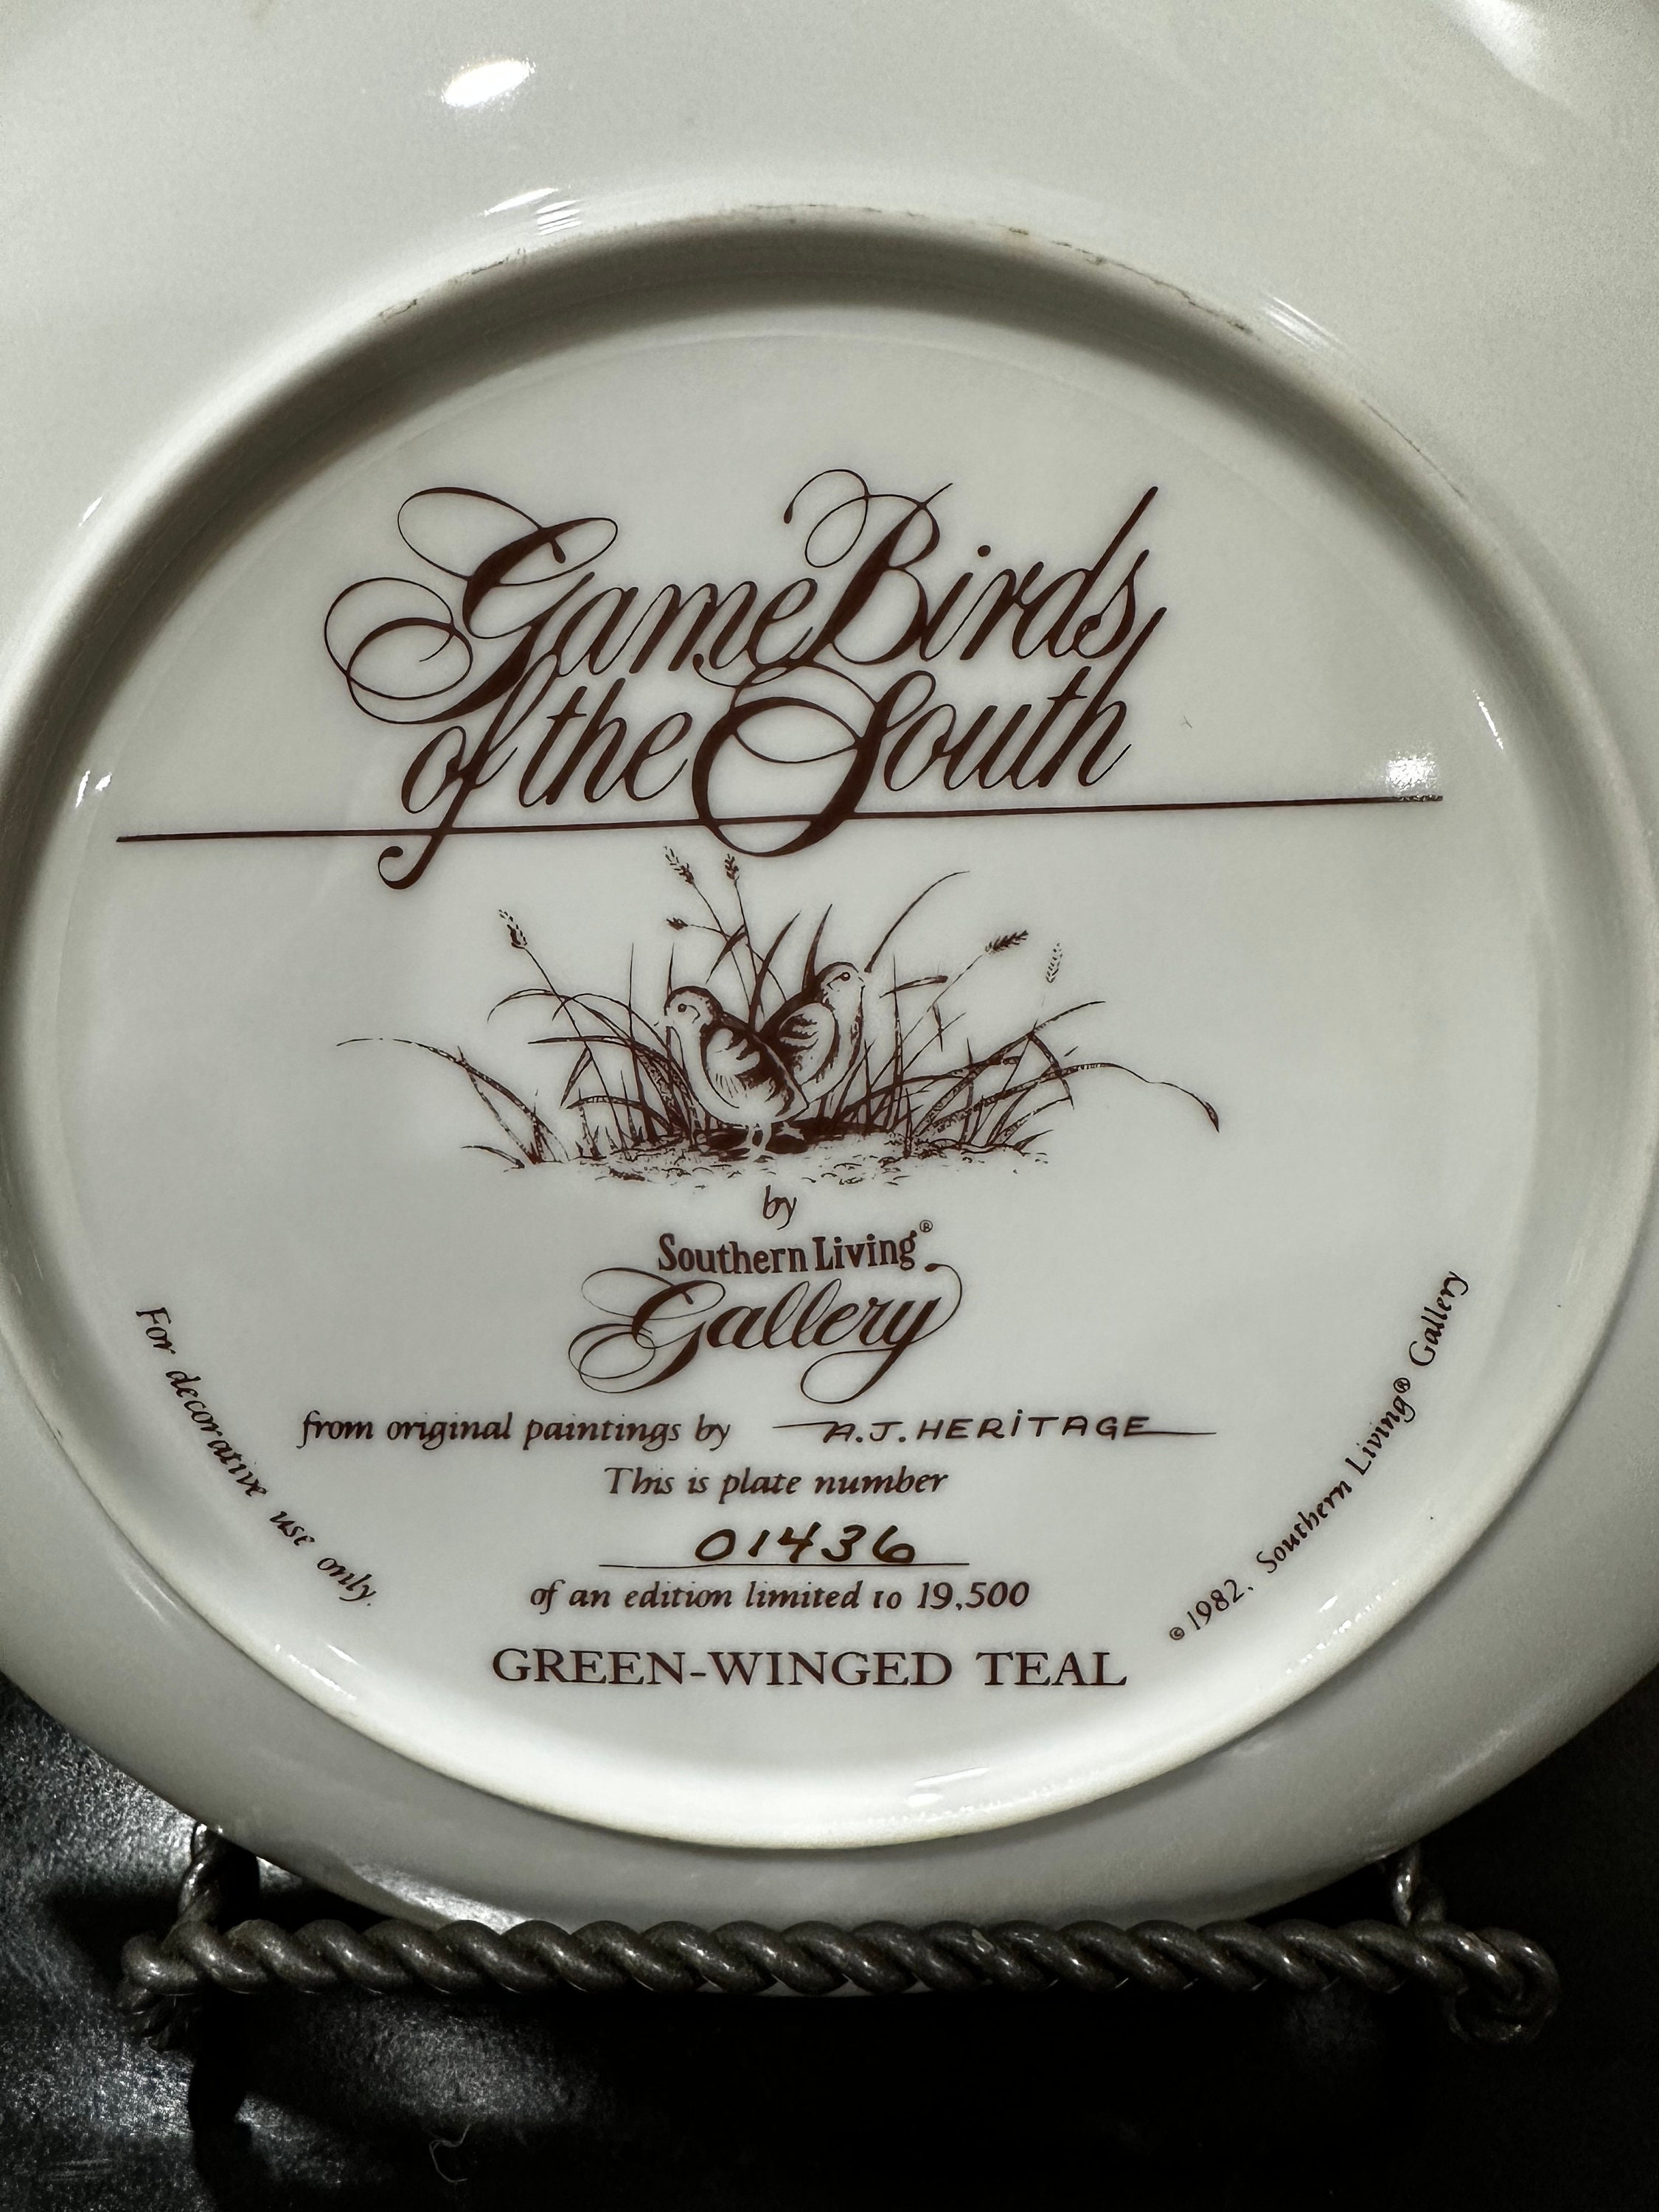 Game Birds
of the South
by
Southern Living®
Gallery
from original paintings by A.J. HERITAGE
This is plate number
01436
of an edition limited to 19,500
GREEN-WINGED TEAL
For decorative use only.
©1982, Southern Living® Gallery